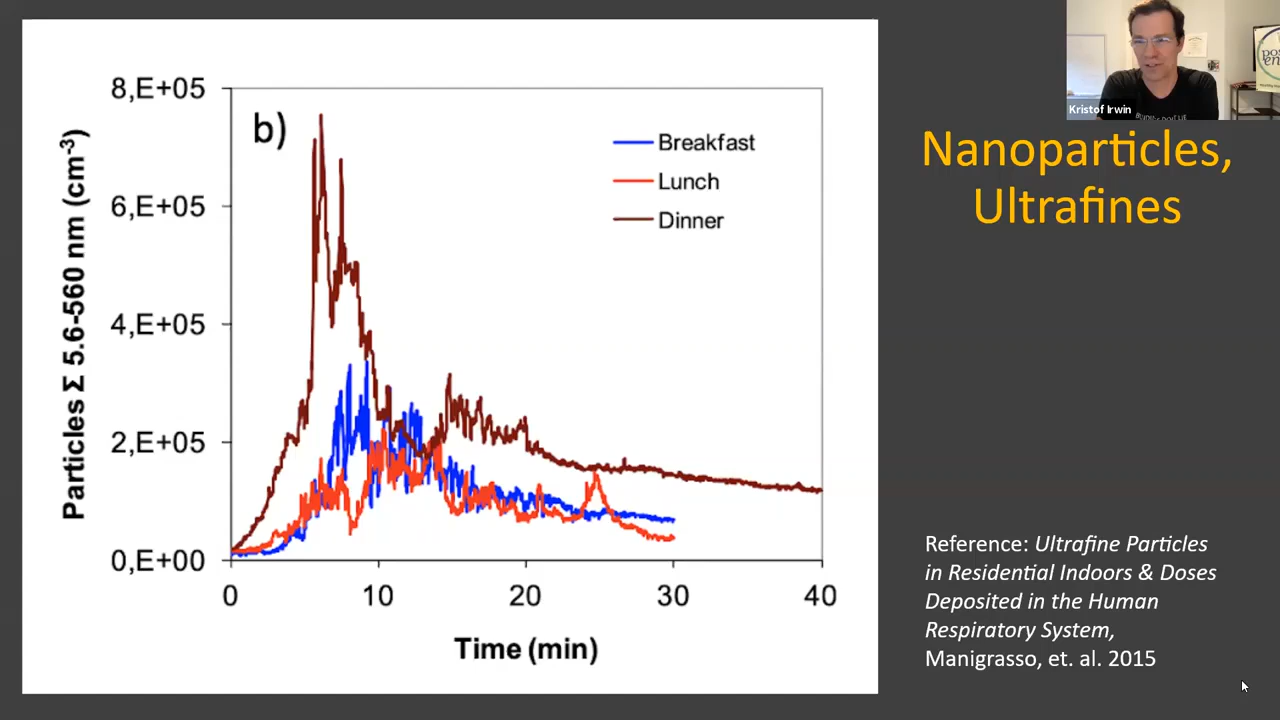 b)
Breakfast
Lunch
Dinner
8,E+05
6,E+05
4,E+05
2,E+05
0,E+00
0
10
20
30
40
Time (min)
Particles Σ 5.6-560 nm (cm-3)
Kristof Irwin
Nanoparticles,
Ultrafines
Reference: Ultrafine Particles
in Residential Indoors & Doses
Deposited in the Human
Respiratory System,
Manigrasso, et. al. 2015